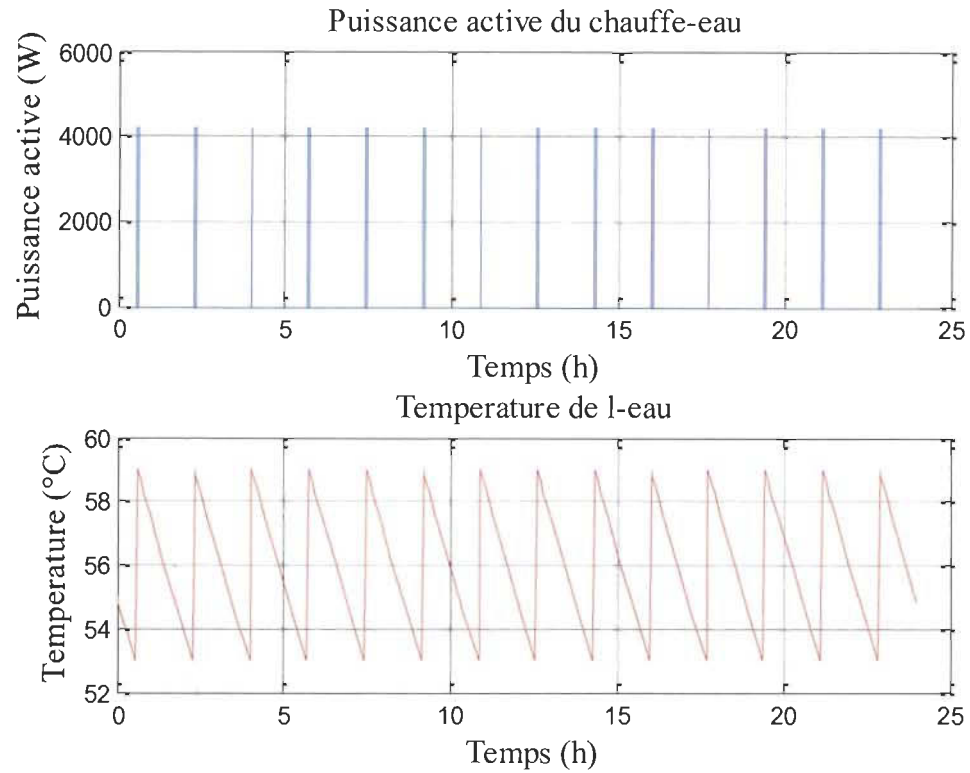 Puissance active du chauffe-eau
Puissance active (W)
6000
4000
2000
0
0 5 10 15 20 25
Temps (h)
Temperature de l-eau
Temperature (°C)
60
58
56
54
52
0 5 10 15 20 25
Temps (h)